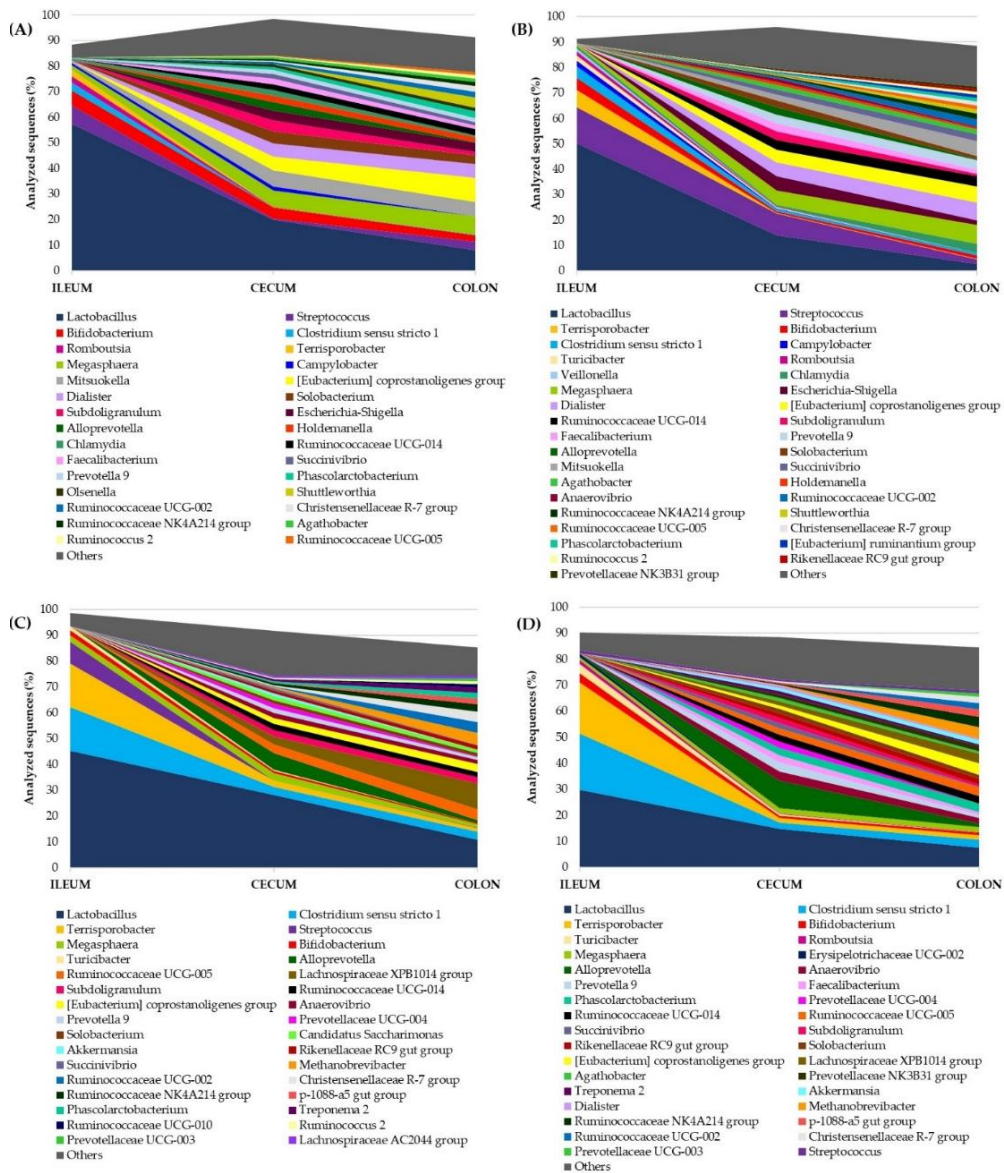 (A)
Analyzed sequences (%)
100
90
80
70
60
50
40
30
20
10
0
ILEUM CECUM COLON
Lactobacillus Streptococcus
Bifidobacterium Clostridium sensu stricto 1
Romboutsia Terrisporobacter
Megasphaera Campylobacter
Mitsuokella [Eubacterium] coprostanoligenes group
Dialister Solobacterium
Subdoligranulum Escherichia-Shigella
Alloprevotella Holdemanella
Chlamydia Ruminococcaceae UCG-014
Faecalibacterium Succinivibrio
Prevotella 9 Phascolarctobacterium
Olsenella Shuttleworthia
Ruminococcaceae UCG-002 Christensenellaceae R-7 group
Ruminococcaceae NK4A214 group Agathobacter
Ruminococcus 2 Ruminococcaceae UCG-005
Others
(B)
Analyzed sequences (%)
100
90
80
70
60
50
40
30
20
10
0
ILEUM CECUM COLON
Lactobacillus Streptococcus
Terrisporobacter Bifidobacterium
Clostridium sensu stricto 1 Campylobacter
Turicibacter Romboutsia
Veillonella Chlamydia
Megasphaera Escherichia-Shigella
Dialister [Eubacterium] coprostanoligenes group
Ruminococcaceae UCG-014 Subdoligranulum
Faecalibacterium Prevotella 9
Alloprevotella Solobacterium
Mitsuokella Succinivibrio
Agathobacter Holdemanella
Anaerovibrio Ruminococcaceae UCG-002
Ruminococcaceae NK4A214 group Shuttleworthia
Ruminococcaceae UCG-005 Christensenellaceae R-7 group
Phascolarctobacterium [Eubacterium] ruminantium group
Ruminococcus 2 Rikenellaceae RC9 gut group
Prevotellaceae NK3B31 group Others
(C)
Analyzed sequences (%)
100
90
80
70
60
50
40
30
20
10
0
ILEUM CECUM COLON
Lactobacillus Clostridium sensu stricto 1
Terrisporobacter Streptococcus
Megasphaera Bifidobacterium
Turicibacter Alloprevotella
Ruminococcaceae UCG-005 Lachnospiraceae XPB1014 group
Subdoligranulum Ruminococcaceae UCG-014
[Eubacterium] coprostanoligenes group Anaerovibrio
Prevotella 9 Prevotellaceae UCG-004
Solobacterium Candidatus Saccharimonas
Akkermansia Rikenellaceae RC9 gut group
Succinivibrio Methanobrevibacter
Ruminococcaceae UCG-002 Christensenellaceae R-7 group
Ruminococcaceae NK4A214 group p-1088-a5 gut group
Phascolarctobacterium Treponema 2
Ruminococcaceae UCG-010 Ruminococcus 2
Prevotellaceae UCG-003 Lachnospiraceae AC2044 group
Others
(D)
Analyzed sequences (%)
100
90
80
70
60
50
40
30
20
10
0
ILEUM CECUM COLON
Lactobacillus Clostridium sensu stricto 1
Terrisporobacter Bifidobacterium
Turicibacter Romboutsia
Megasphaera Erysipelotrichaceae UCG-002
Alloprevotella Anaerovibrio
Prevotella 9 Faecalibacterium
Phascolarctobacterium Prevotellaceae UCG-004
Ruminococcaceae UCG-014 Ruminococcaceae UCG-005
Succinivibrio Subdoligranulum
Rikenellaceae RC9 gut group Solobacterium
[Eubacterium] coprostanoligenes group Lachnospiraceae XPB1014 group
Agathobacter Prevotellaceae NK3B31 group
Treponema 2 Akkermansia
Dialister Methanobrevibacter
Ruminococcaceae NK4A214 group p-1088-a5 gut group
Ruminococcaceae UCG-002 Christensenellaceae R-7 group
Prevotellaceae UCG-003 Streptococcus
Others